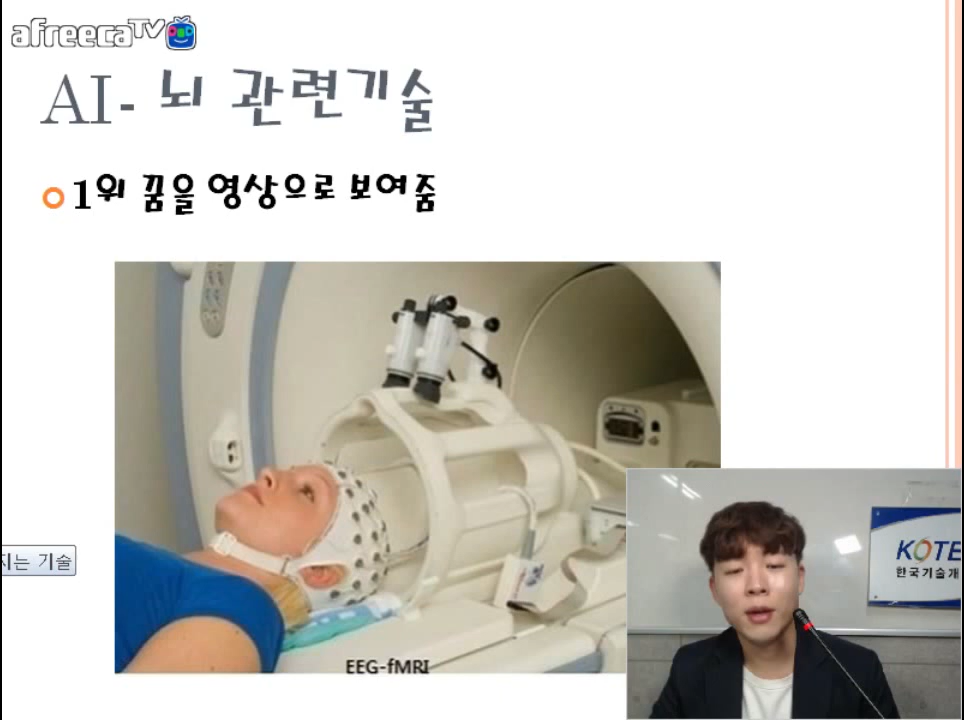 afreecaTV
AI- 뇌 관련기술
1위 꿈을 영상으로 보여줌
지는 기술
EEG-fMRI
KOTE
한국기술개